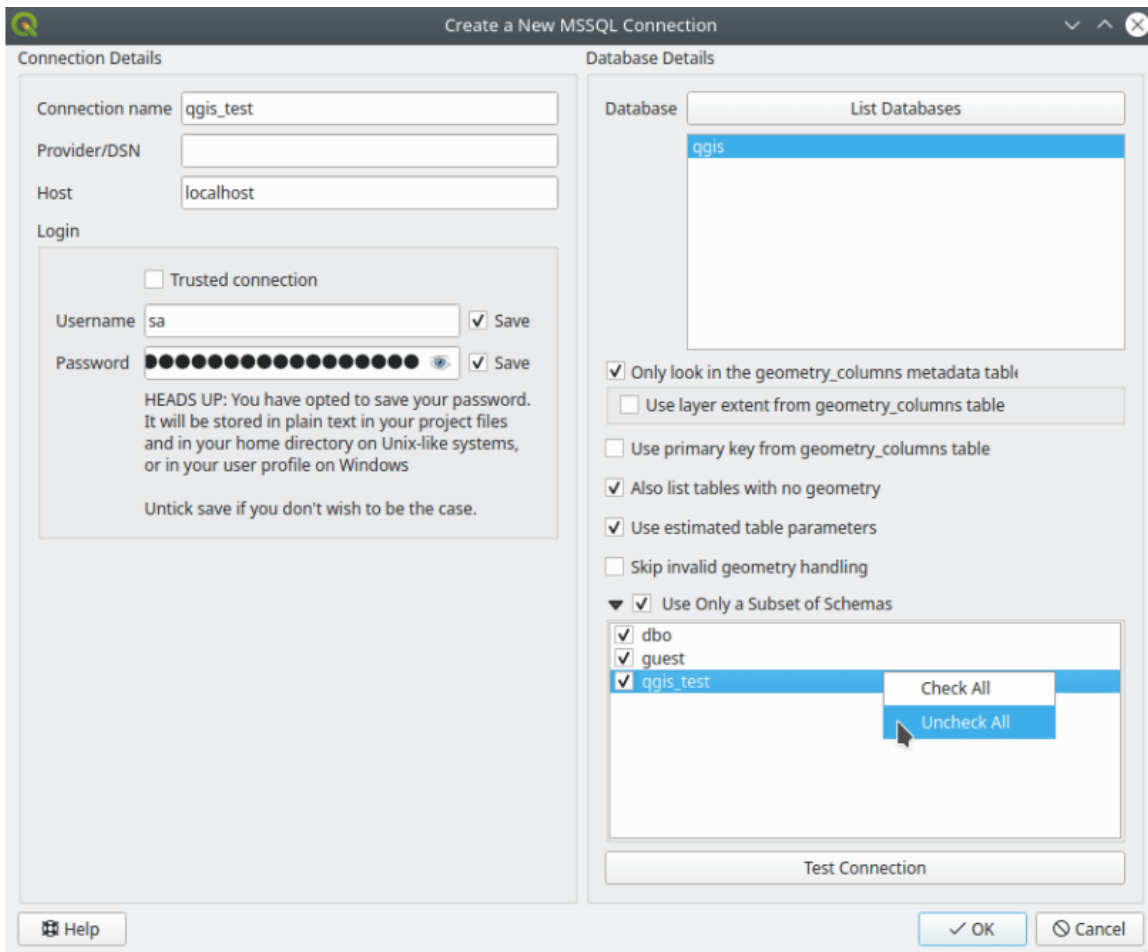 Create a New MSSQL Connection
Connection Details
Connection name qgis_test
Provider/DSN
Host localhost
Login
Trusted connection
Username sa Save
Password Save
HEADS UP: You have opted to save your password.
It will be stored in plain text in your project files
and in your home directory on Unix-like systems,
or in your user profile on Windows
Untick save if you don't wish to be the case.
Database Details
Database List Databases
qgis
Only look in the geometry_columns metadata table
Use layer extent from geometry_columns table
Use primary key from geometry_columns table
Also list tables with no geometry
Use estimated table parameters
Skip invalid geometry handling
Use Only a Subset of Schemas
dbo
guest
qgis_test
Check All
Uncheck All
Test Connection
Help
OK
Cancel